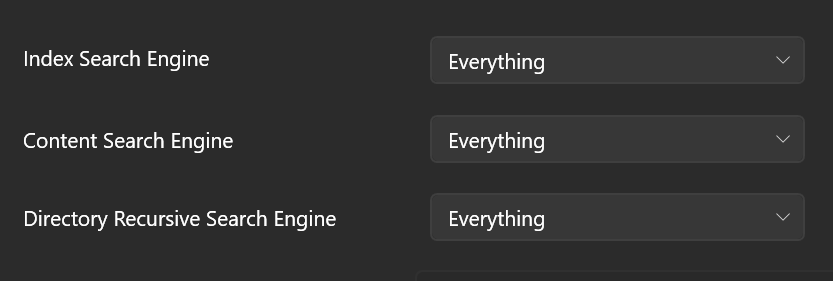 Index Search Engine Everything
Content Search Engine Everything
Directory Recursive Search Engine Everything